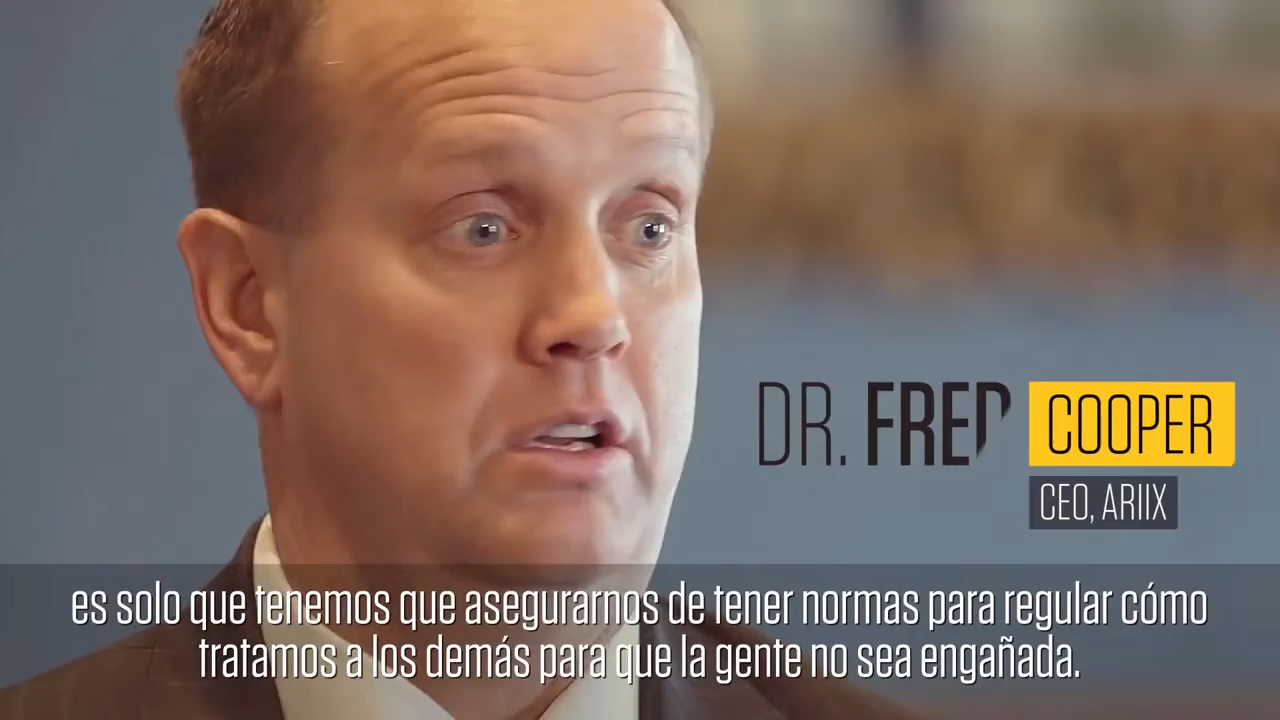 DR. FRED COOPER
CEO, ARIIX
es solo que tenemos que asegurarnos de tener normas para regular cómo
tratamos a los demás para que la gente no sea engañada.